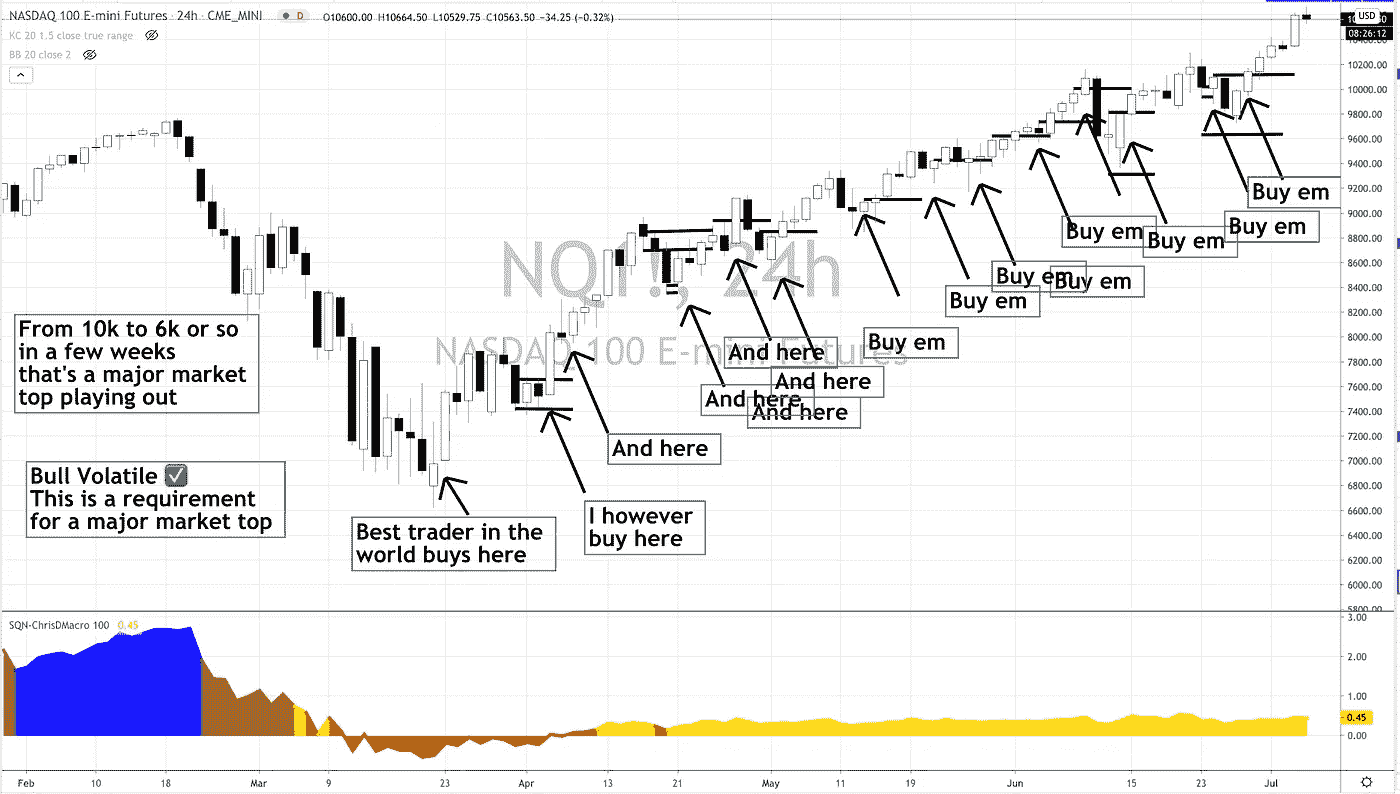 NASDAQ 100 E-mini Futures · 24h · CME_MINI D O10600.00 H10664.50 L10529.75 C10563.50 −34.25 (−0.32%)
KC 20 1.5 close true range
BB 20 close 2
USD
08:26:12
10400.00
10200.00
10000.00
9800.00
9600.00
9400.00
9200.00
9000.00
8800.00
8600.00
8400.00
8200.00
8000.00
7800.00
7600.00
7400.00
7200.00
7000.00
6800.00
6600.00
6400.00
6200.00
6000.00
5800.00
NQ1!, 24h
NASDAQ 100 E-mini Futures
From 10k to 6k or so
in a few weeks
that's a major market
top playing out
Bull Volatile ☑
This is a requirement
for a major market top
Best trader in the
world buys here
I however
buy here
And here
And here
And here
And here
And here
Buy em
Buy em
Buy em
Buy em
Buy em
Buy em
Buy em
Buy em
SQN-ChrisDMacro 100 0.45
3.00
2.00
1.00
0.45
0.00
Feb 10 18 Mar 9 23 Apr 13 21 May 11 19 Jun 15 23 Jul